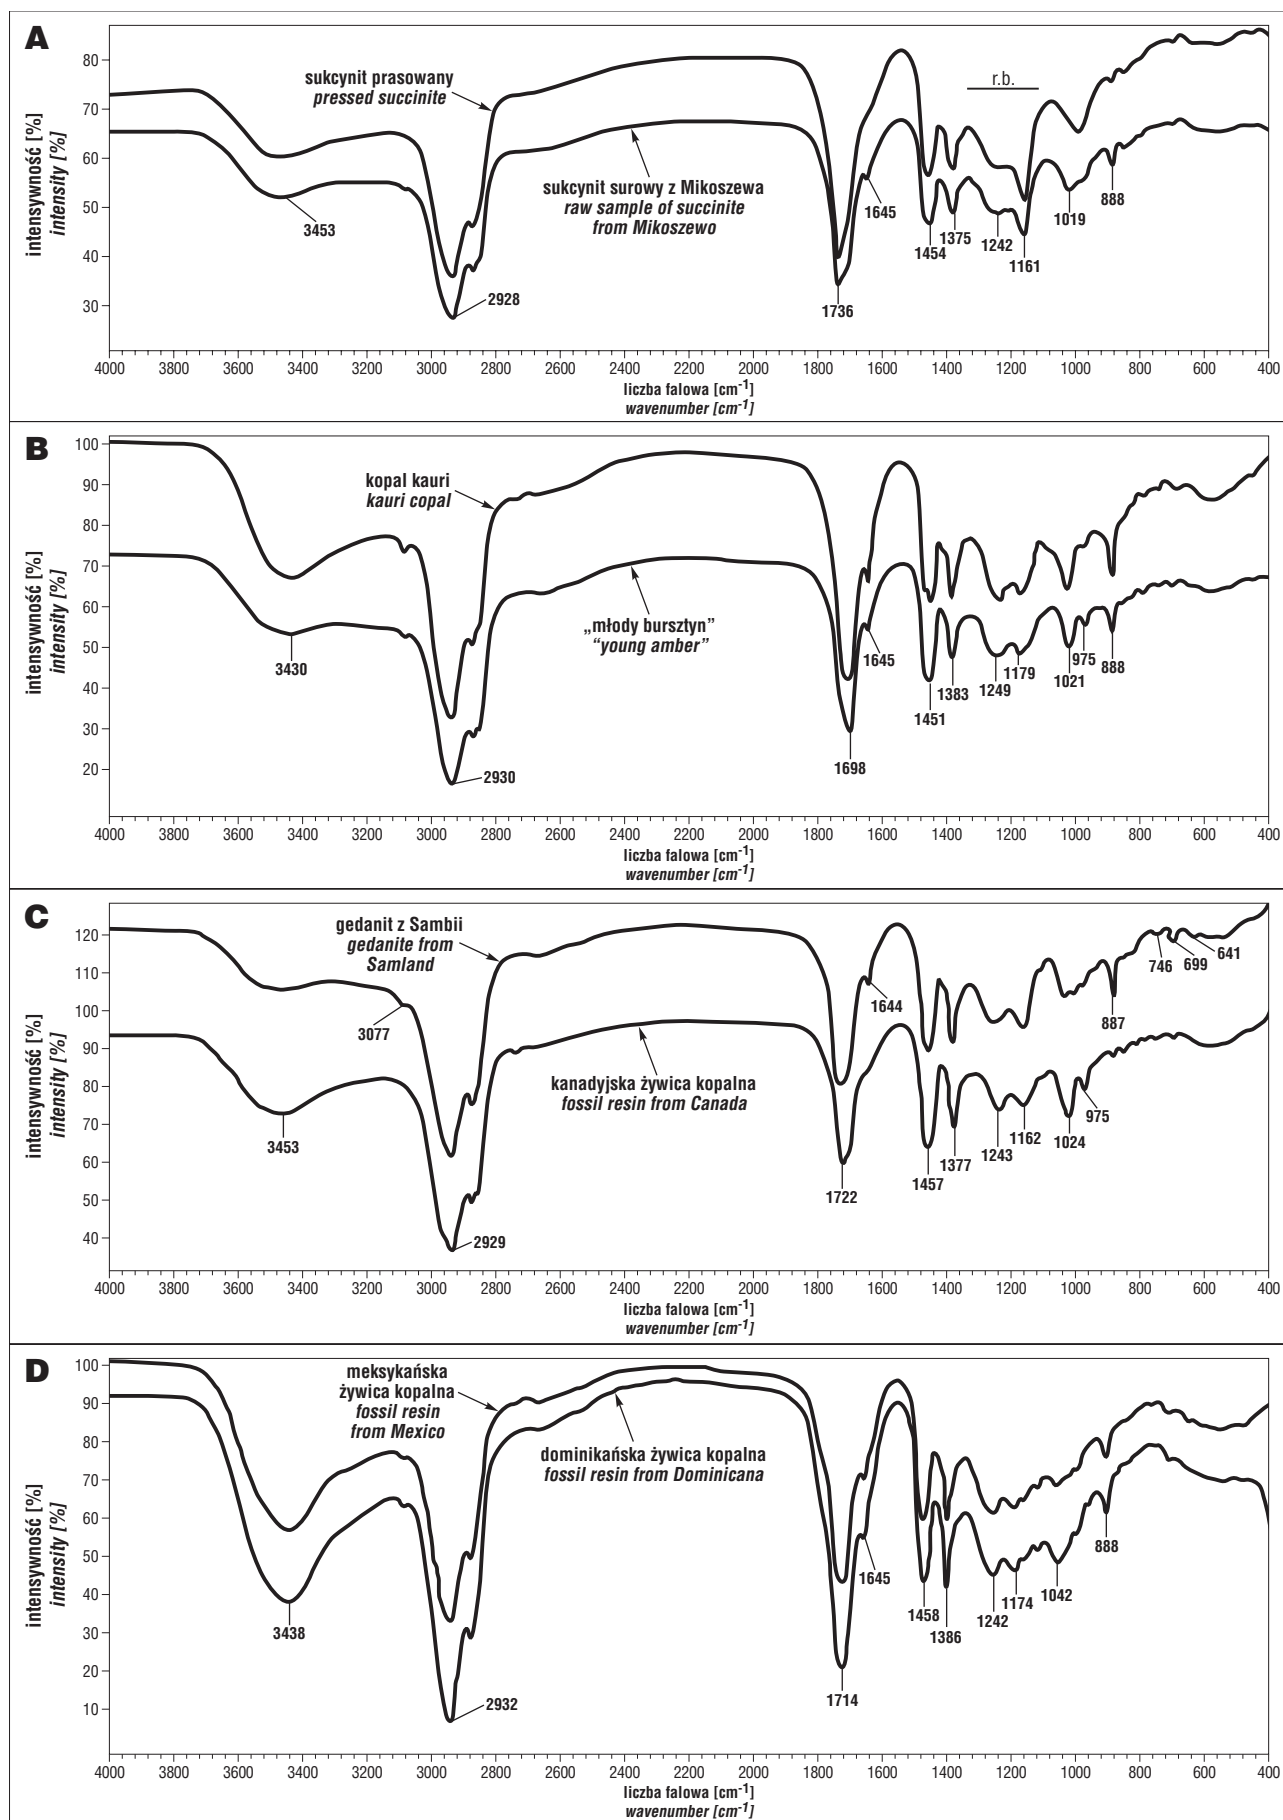 A
intensywność [%]
intensity [%]
80
70
60
50
40
30
sukcynit prasowany
pressed succinite
r.b.
sukcynit surowy z Mikoszewa
raw sample of succinite
from Mikoszewo
3453
2928
1736
1645
1454
1375
1242
1161
1019
888
4000 3800 3600 3400 3200 3000 2800 2600 2400 2200 2000 1800 1600 1400 1200 1000 800 600 400
liczba falowa [cm-1]
wavenumber [cm-1]
B
intensywność [%]
intensity [%]
100
90
80
70
60
50
40
30
20
kopal kauri
kauri copal
„młody bursztyn”
“young amber”
3430
2930
1698
1645
1451
1383
1249
1179
1021
975
888
4000 3800 3600 3400 3200 3000 2800 2600 2400 2200 2000 1800 1600 1400 1200 1000 800 600 400
liczba falowa [cm-1]
wavenumber [cm-1]
C
intensywność [%]
intensity [%]
120
110
100
90
80
70
60
50
40
gedanit z Sambii
gedanite from
Samland
kanadyjska żywica kopalna
fossil resin from Canada
3077
3453
2929
1722
1644
1457
1377
1243
1162
1024
975
887
746
699
641
4000 3800 3600 3400 3200 3000 2800 2600 2400 2200 2000 1800 1600 1400 1200 1000 800 600 400
liczba falowa [cm-1]
wavenumber [cm-1]
D
intensywność [%]
intensity [%]
100
90
80
70
60
50
40
30
20
10
meksykańska
żywica kopalna
fossil resin
from Mexico
dominikańska żywica kopalna
fossil resin from Dominicana
3438
2932
1714
1645
1458
1386
1242
1174
1042
888
4000 3800 3600 3400 3200 3000 2800 2600 2400 2200 2000 1800 1600 1400 1200 1000 800 600 400
liczba falowa [cm-1]
wavenumber [cm-1]